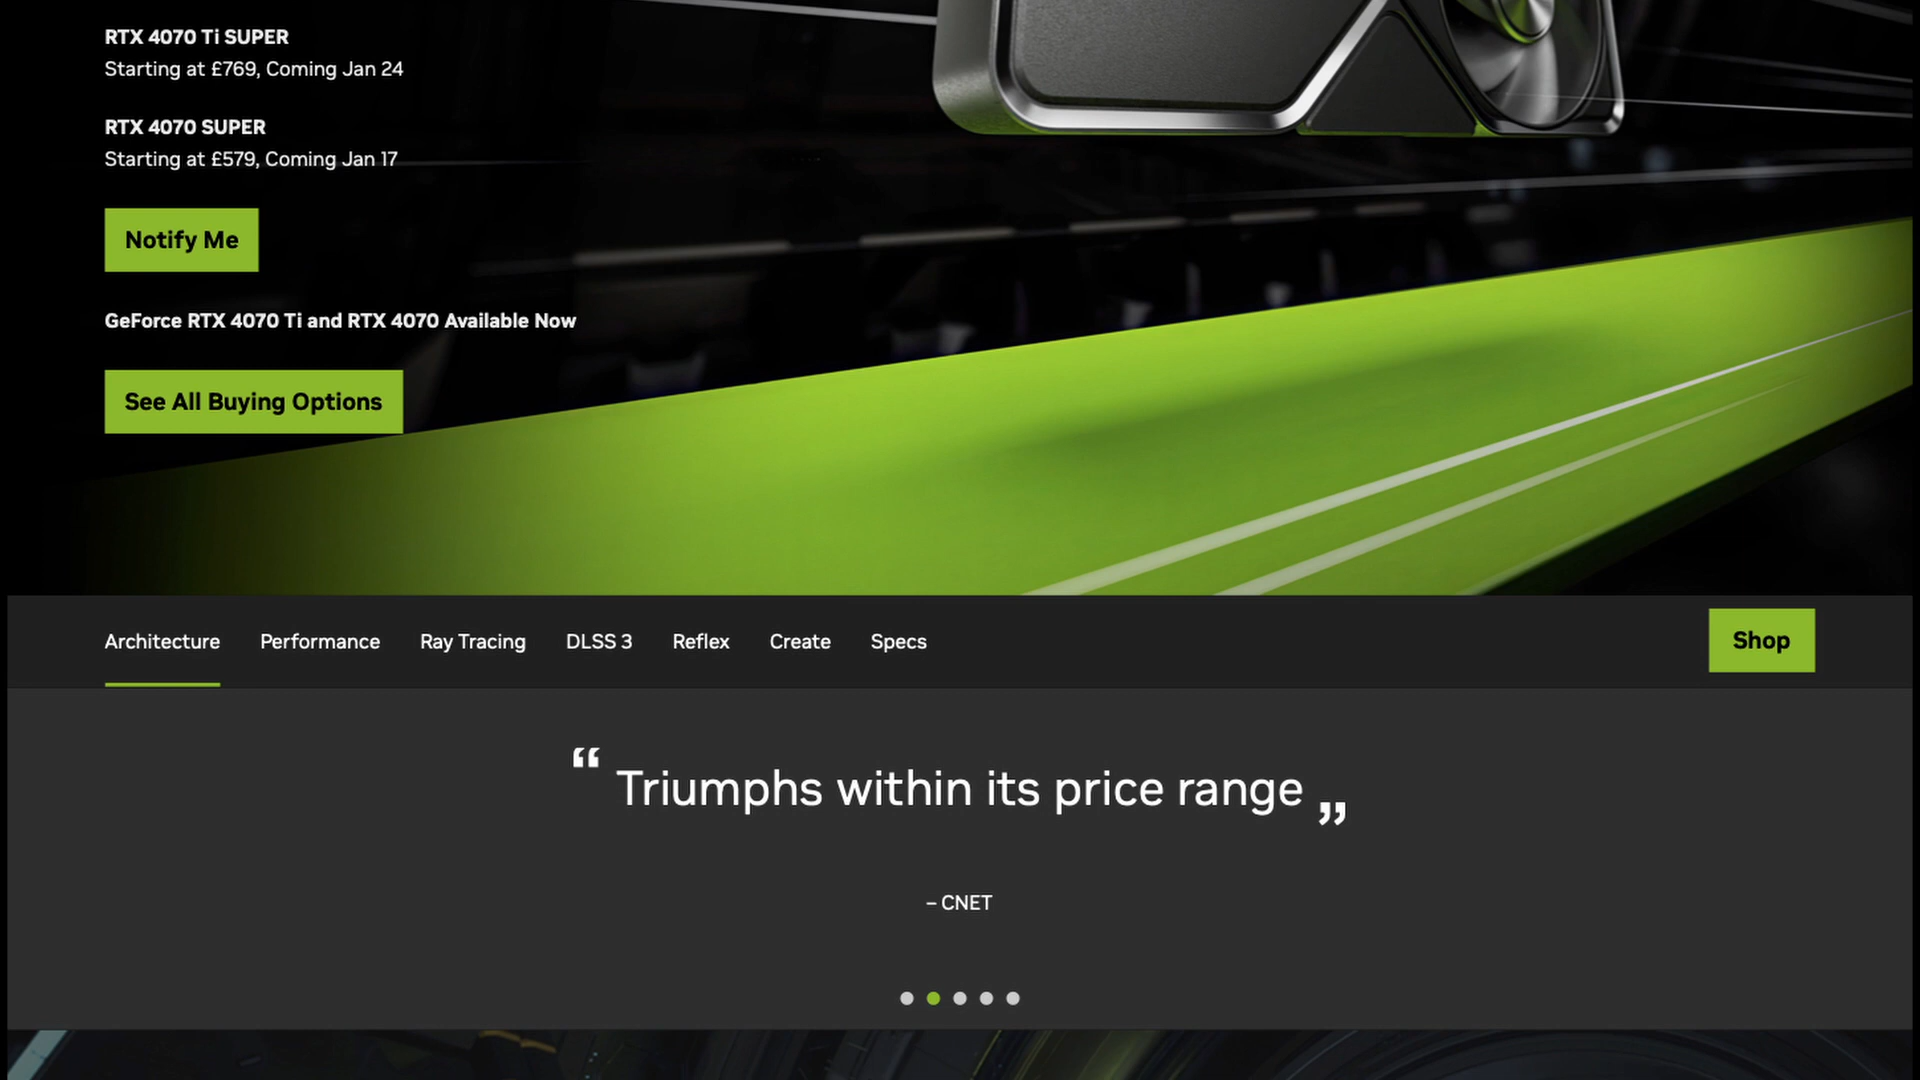 RTX 4070 Ti SUPER
Starting at £769, Coming Jan 24
RTX 4070 SUPER
Starting at £579, Coming Jan 17
Notify Me
GeForce RTX 4070 Ti and RTX 4070 Available Now
See All Buying Options
Architecture Performance Ray Tracing DLSS 3 Reflex Create Specs Shop
“ Triumphs within its price range ”
– CNET